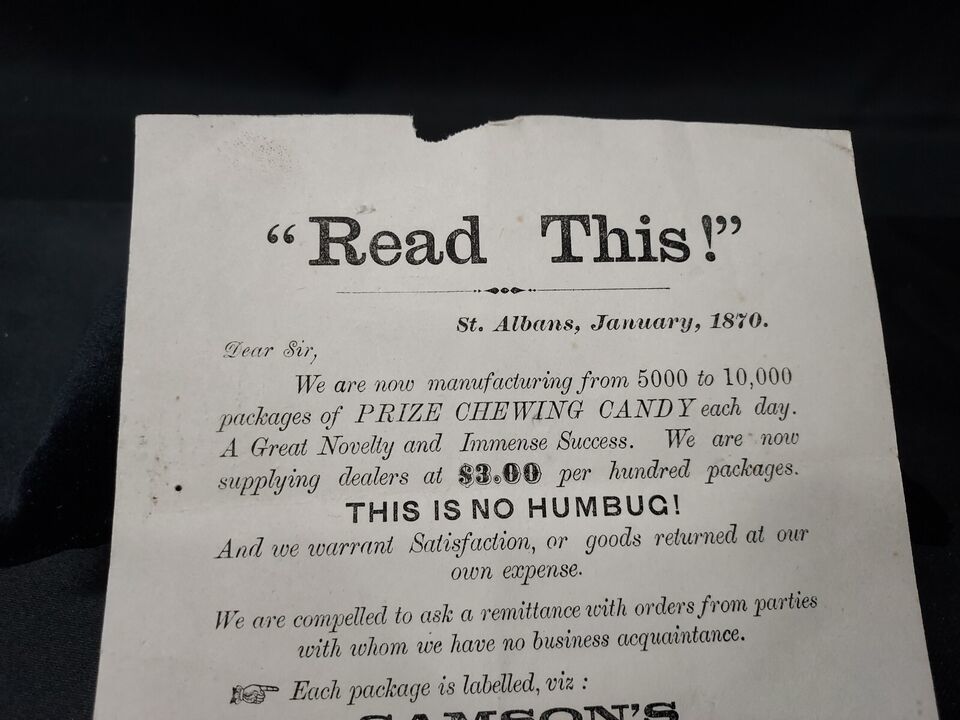 “Read This!”
St. Albans, January, 1870.
Dear Sir,
We are now manufacturing from 5000 to 10,000
packages of PRIZE CHEWING CANDY each day.
A Great Novelty and Immense Success. We are now
supplying dealers at $3.00 per hundred packages.
THIS IS NO HUMBUG!
And we warrant Satisfaction, or goods returned at our
own expense.
We are compelled to ask a remittance with orders from parties
with whom we have no business acquaintance.
Each package is labelled, viz :
SAMSON'S